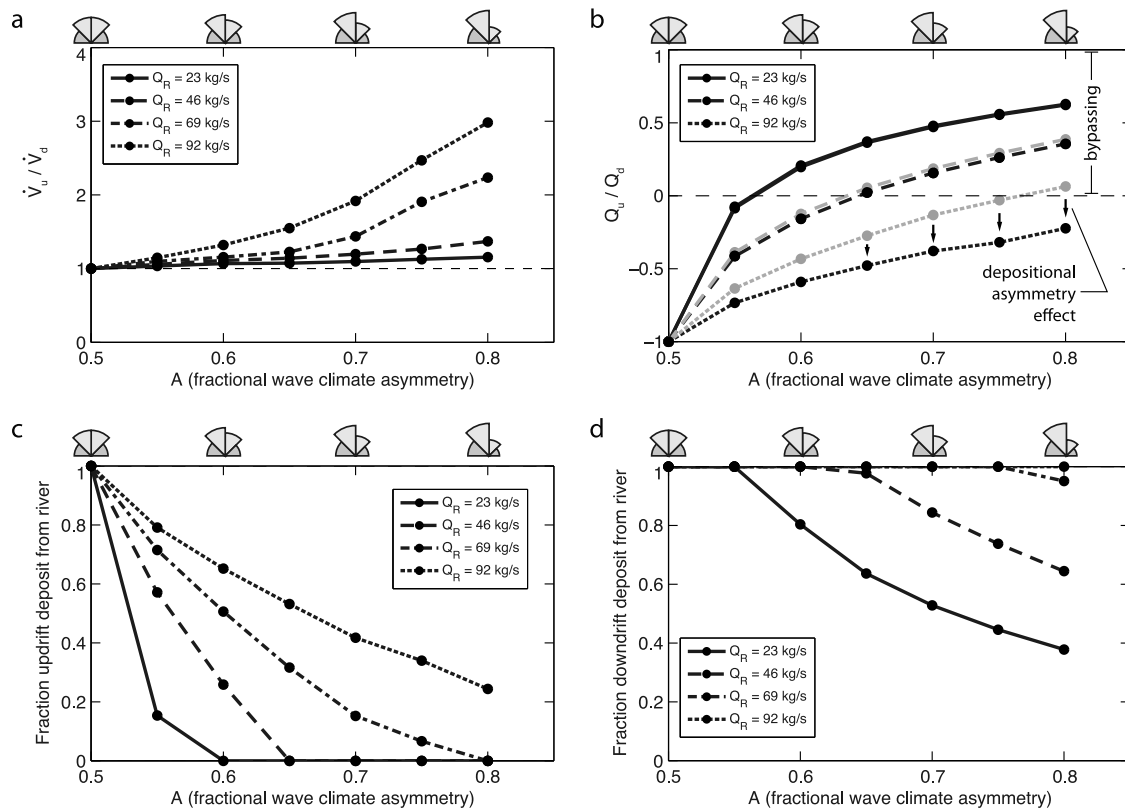 a
4
3
2
1
0
V̇u / V̇d
Q_R = 23 kg/s
Q_R = 46 kg/s
Q_R = 69 kg/s
Q_R = 92 kg/s
0.5
0.6
0.7
0.8
A (fractional wave climate asymmetry)
b
1
0.5
0
−0.5
−1
Q_u / Q_d
Q_R = 23 kg/s
Q_R = 46 kg/s
Q_R = 92 kg/s
bypassing
depositional
asymmetry
effect
0.5
0.6
0.7
0.8
A (fractional wave climate asymmetry)
c
1
0.8
0.6
0.4
0.2
0
Fraction updrift deposit from river
Q_R = 23 kg/s
Q_R = 46 kg/s
Q_R = 69 kg/s
Q_R = 92 kg/s
0.5
0.6
0.7
0.8
A (fractional wave climate asymmetry)
d
1
0.8
0.6
0.4
0.2
0
Fraction downdrift deposit from river
Q_R = 23 kg/s
Q_R = 46 kg/s
Q_R = 69 kg/s
Q_R = 92 kg/s
0.5
0.6
0.7
0.8
A (fractional wave climate asymmetry)